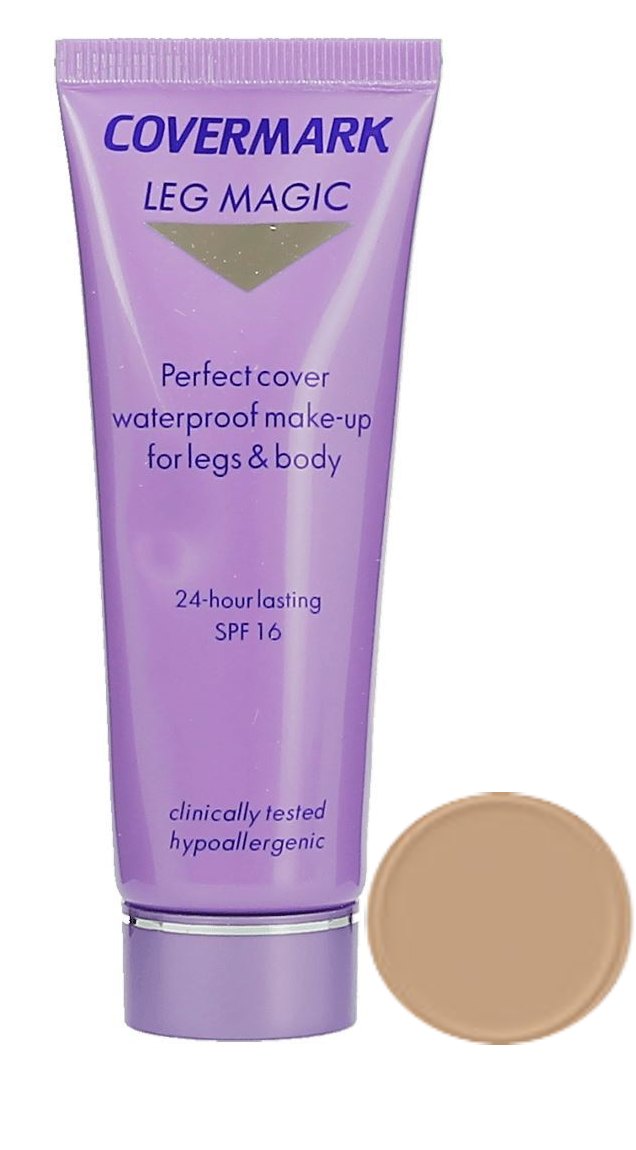 COVERMARK
LEG MAGIC
Perfect cover
waterproof make-up
for legs & body
24-hour lasting
SPF 16
clinically tested
hypoallergenic